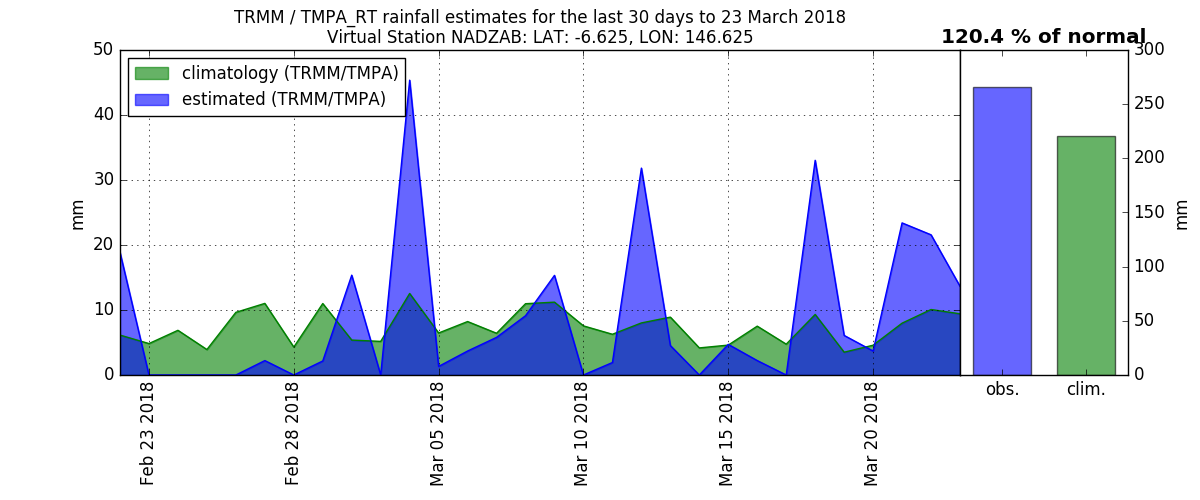 TRMM / TMPA_RT rainfall estimates for the last 30 days to 23 March 2018
Virtual Station NADZAB: LAT: -6.625, LON: 146.625
120.4 % of normal
climatology (TRMM/TMPA)
estimated (TRMM/TMPA)
50
40
30
20
10
0
mm
Feb 23 2018
Feb 28 2018
Mar 05 2018
Mar 10 2018
Mar 15 2018
Mar 20 2018
obs.
clim.
300
250
200
150
100
50
0
mm